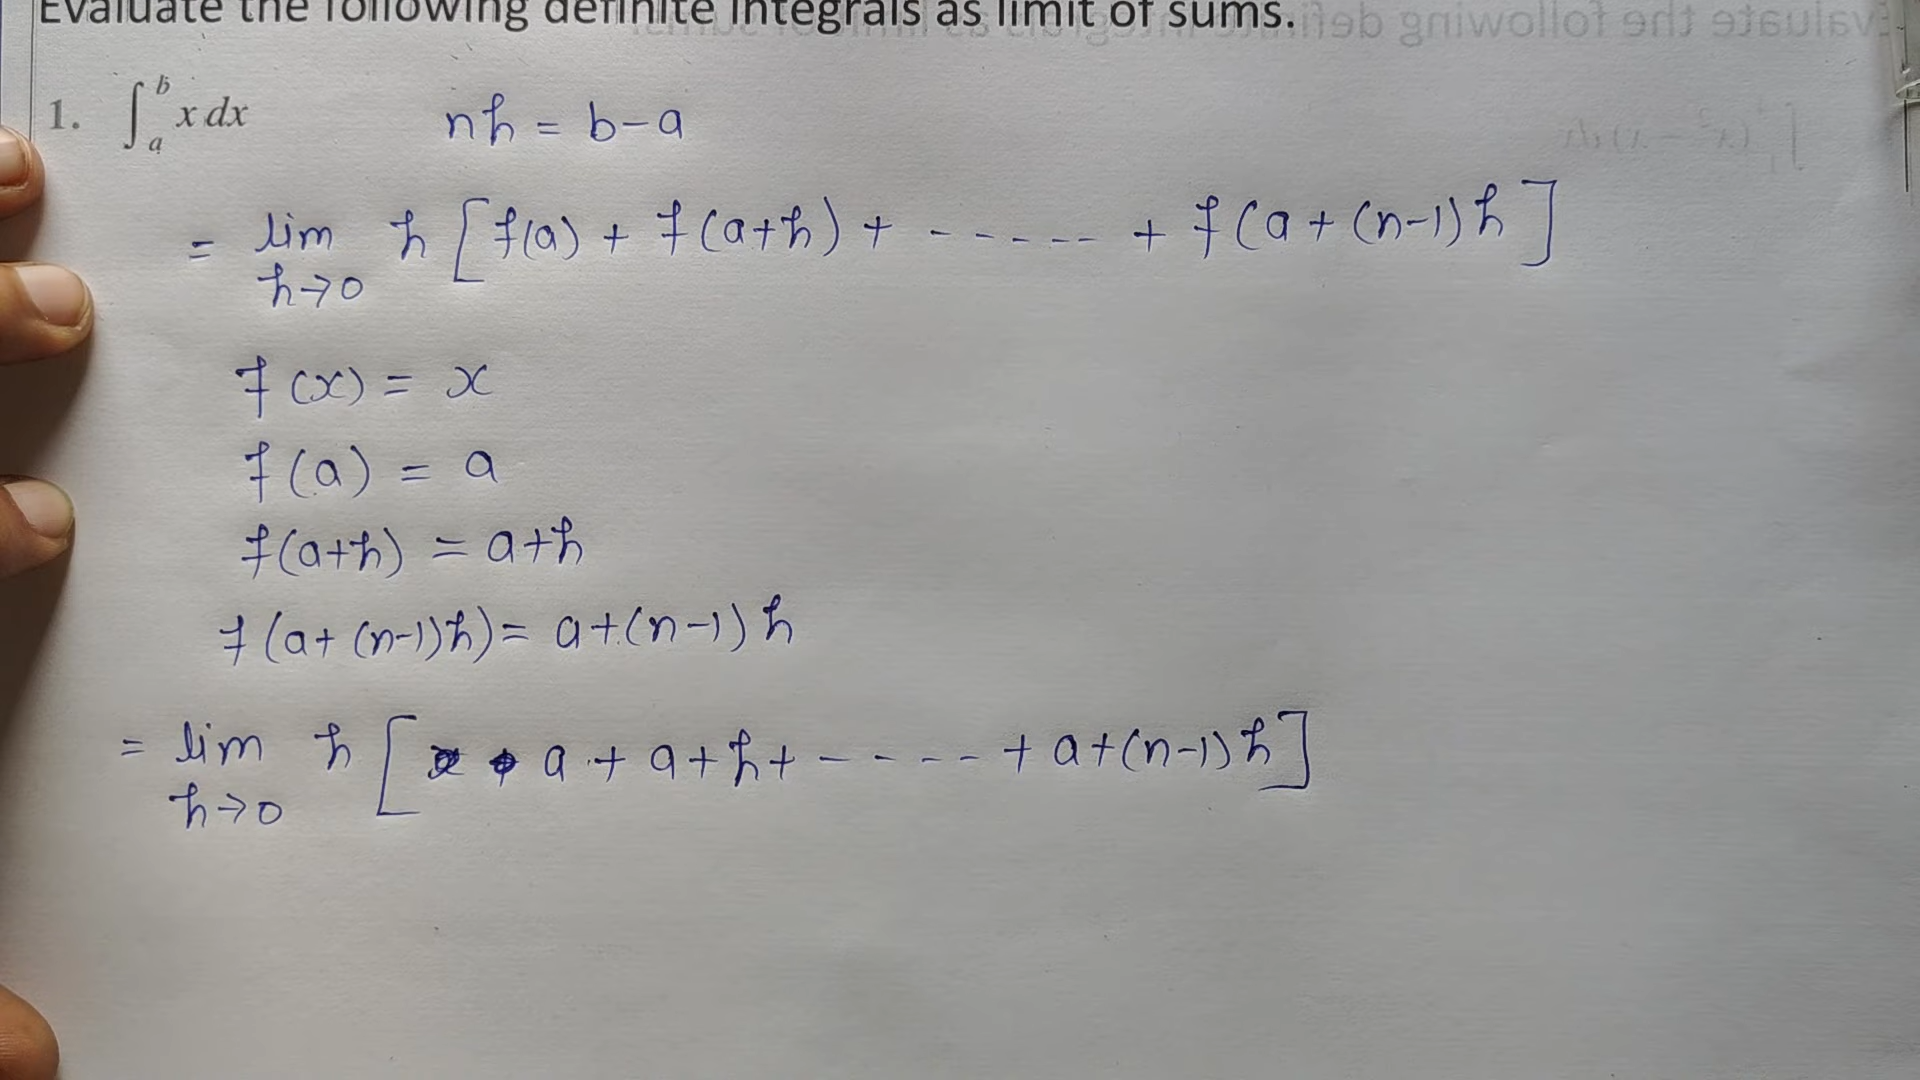 Evaluate the following definite integrals as limit of sums.
1. ∫ₐᵇ x dx nh = b-a
= lim h→0 h [f(a) + f(a+h) + ----- + f(a+(n-1)h]
f(x) = x
f(a) = a
f(a+h) = a+h
f(a+(n-1)h) = a+(n-1)h
= lim h→0 h [a + a+h+ ---- + a+(n-1)h]